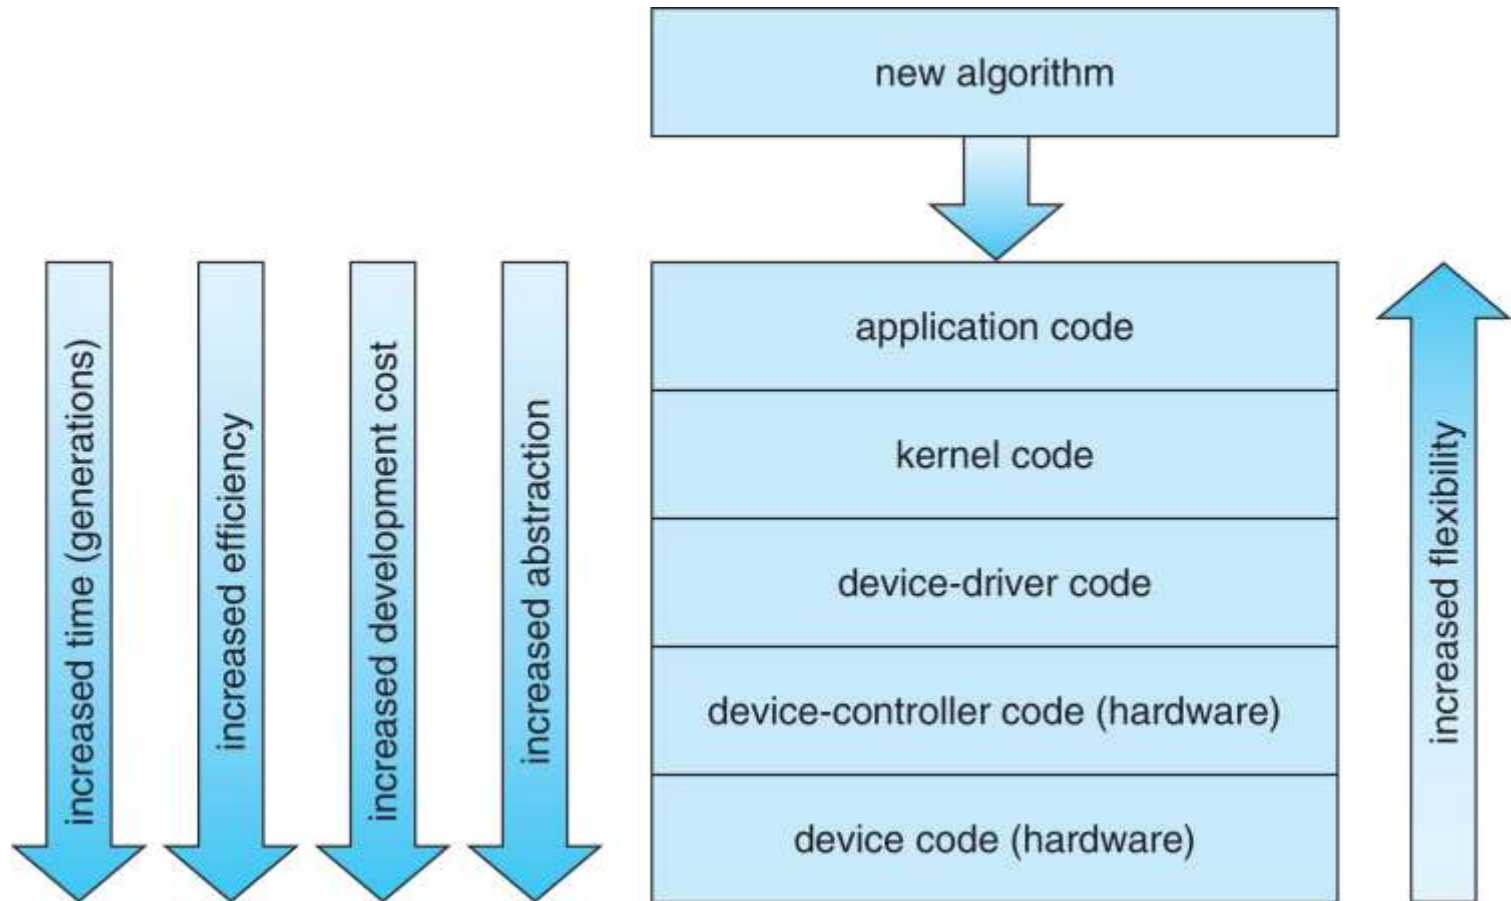 new algorithm
increased time (generations)
increased efficiency
increased development cost
increased abstraction
application code
kernel code
device-driver code
device-controller code (hardware)
device code (hardware)
increased flexibility